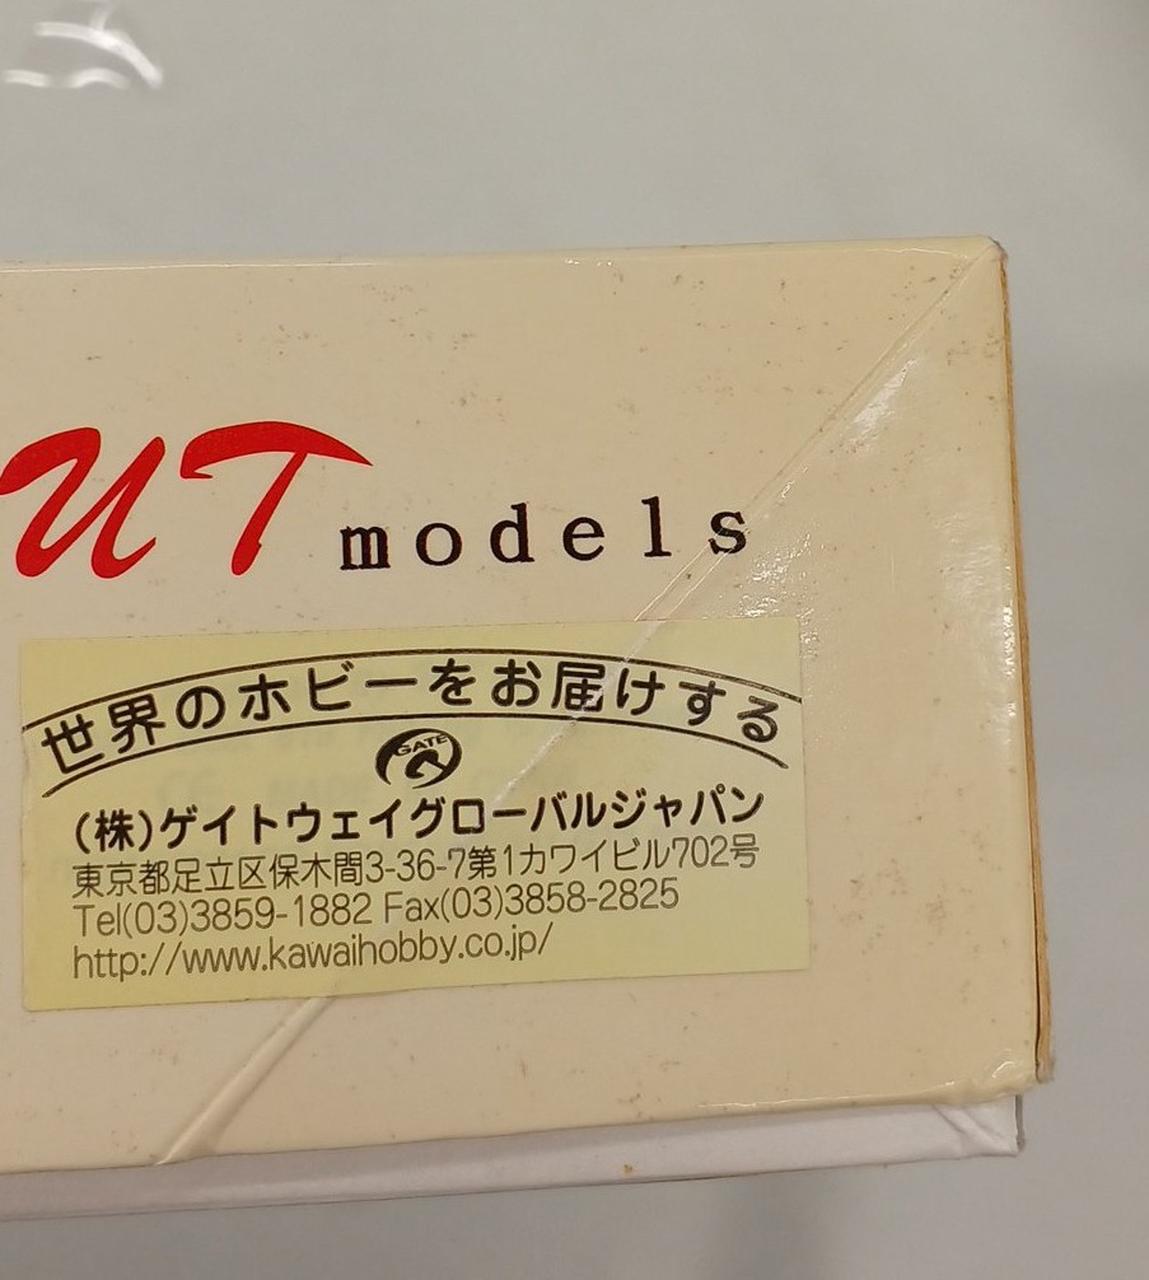 UT models
世界のホビーをお届けする
GATE
(株)ゲイトウェイグローバルジャパン
東京都足立区保木間3-36-7第1カワイビル702号
Tel(03)3859-1882 Fax(03)3858-2825
http://www.kawaihobby.co.jp/